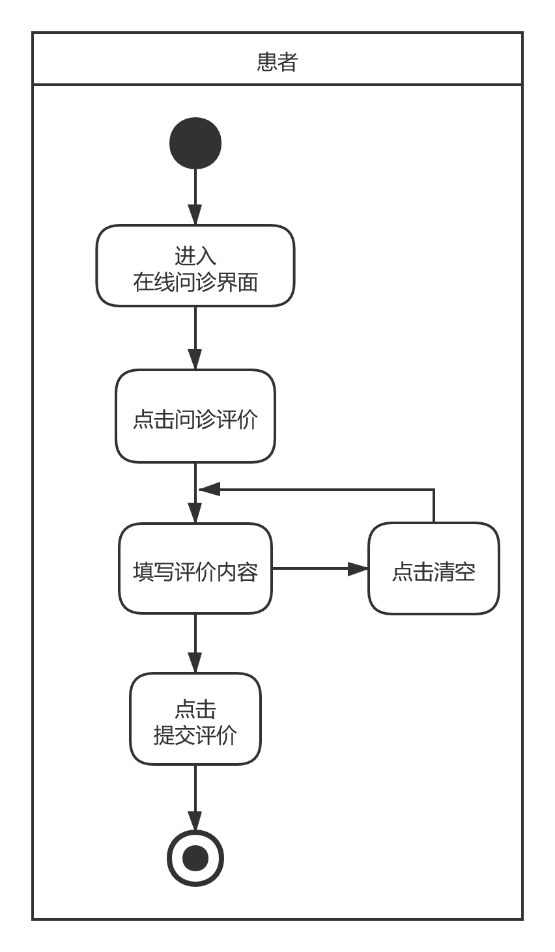 患者
进入
在线问诊界面
点击问诊评价
填写评价内容
点击清空
点击
提交评价